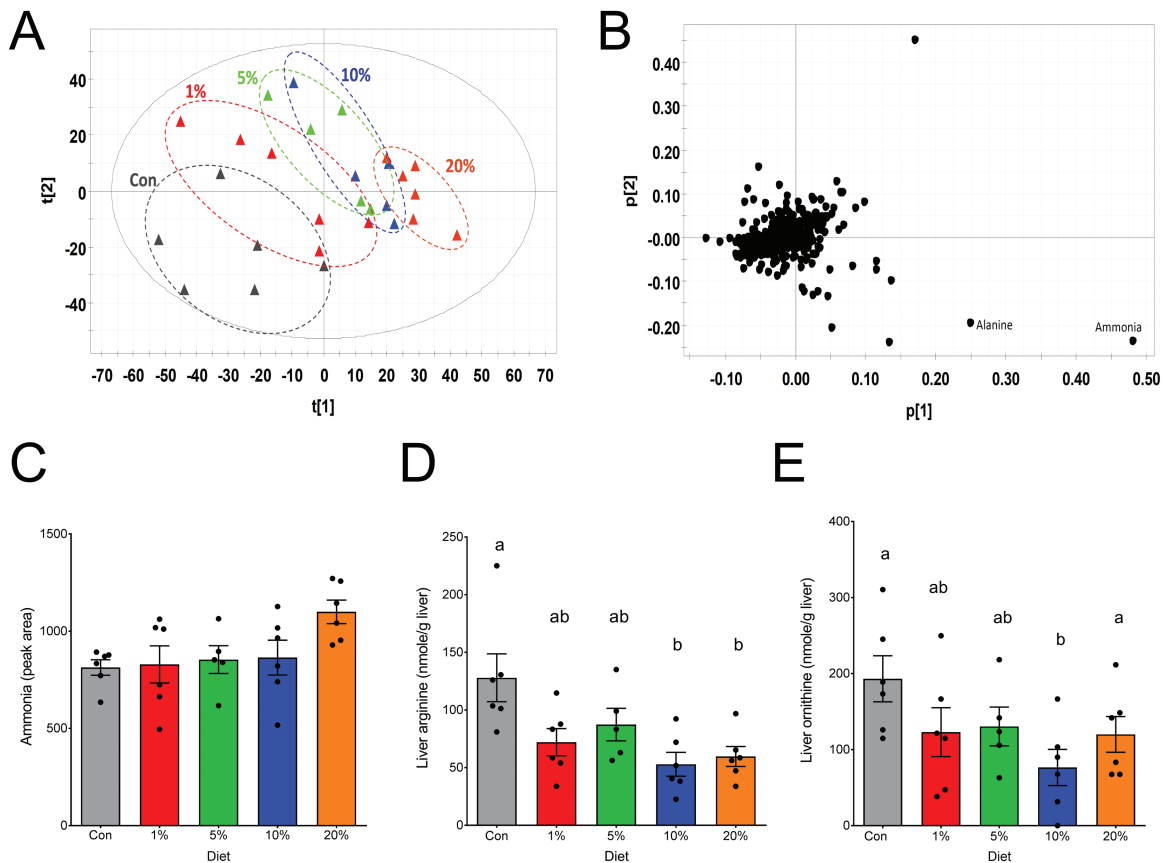 A
40
20
0
-20
-40
t[2]
Con
1%
5%
10%
20%
-70 -60 -50 -40 -30 -20 -10 0 10 20 30 40 50 60 70
t[1]
B
0.40
0.30
0.20
0.10
-0.00
-0.10
-0.20
p[2]
Alanine
Ammonia
-0.10 0.00 0.10 0.20 0.30 0.40 0.50
p[1]
C
1500
1000
500
0
Ammonia (peak area)
Con 1% 5% 10% 20%
Diet
D
250
200
150
100
50
0
Liver arginine (nmole/g liver)
a ab ab b b
Con 1% 5% 10% 20%
Diet
E
400
300
200
100
0
Liver ornithine (nmole/g liver)
a ab ab b a
Con 1% 5% 10% 20%
Diet